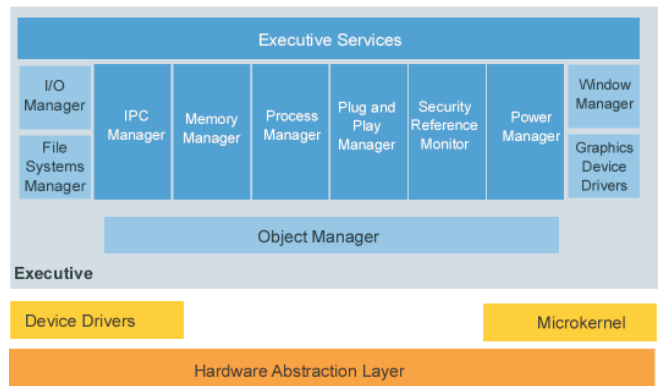 Executive Services
I/O
Manager
File
Systems
Manager
IPC
Manager
Memory
Manager
Process
Manager
Plug and
Play
Manager
Security
Reference
Monitor
Power
Manager
Window
Manager
Graphics
Device
Drivers
Object Manager
Executive
Device Drivers
Microkernel
Hardware Abstraction Layer